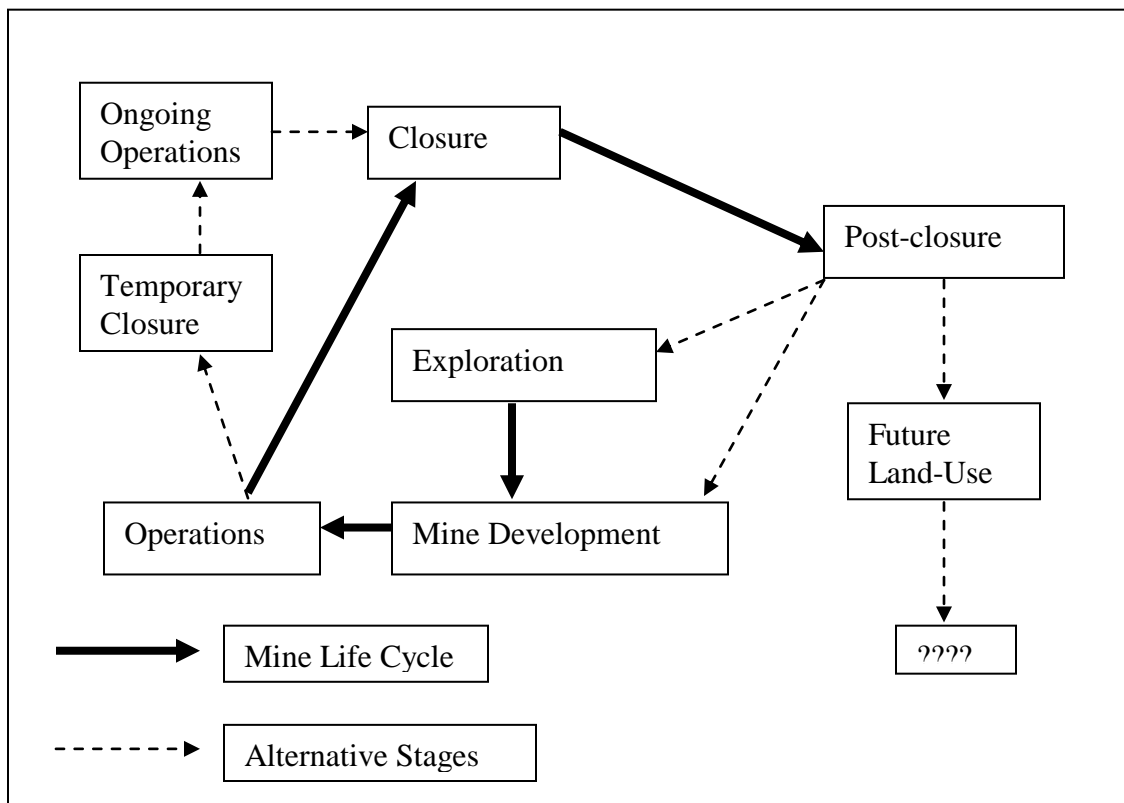 Ongoing
Operations
Closure
Post-closure
Temporary
Closure
Exploration
Future
Land-Use
Operations
Mine Development
Mine Life Cycle
????
Alternative Stages